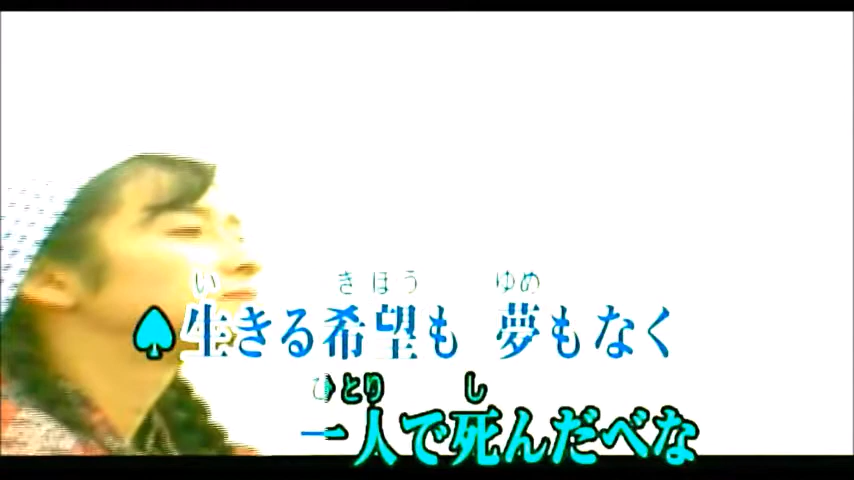 いきぼうゆめ
♠生きる希望も 夢もなく
ひとりし
一人で死んだべな